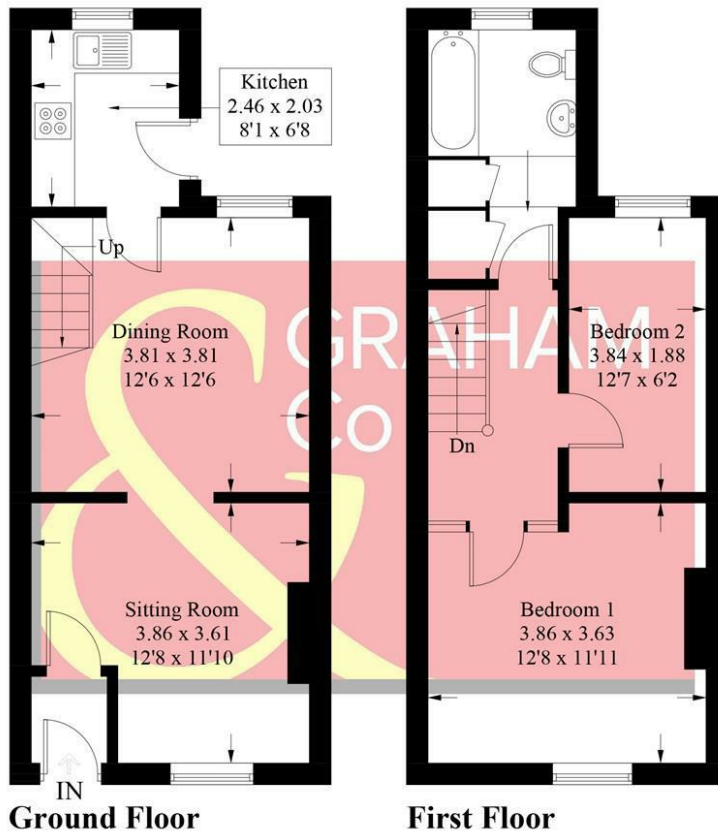 Kitchen
2.46 x 2.03
8'1 x 6'8
Up
Dining Room
3.81 x 3.81
12'6 x 12'6
Sitting Room
3.86 x 3.61
12'8 x 11'10
IN
Ground Floor
& GRAHAM
Co
Bedroom 2
3.84 x 1.88
12'7 x 6'2
Dn
Bedroom 1
3.86 x 3.63
12'8 x 11'11
First Floor